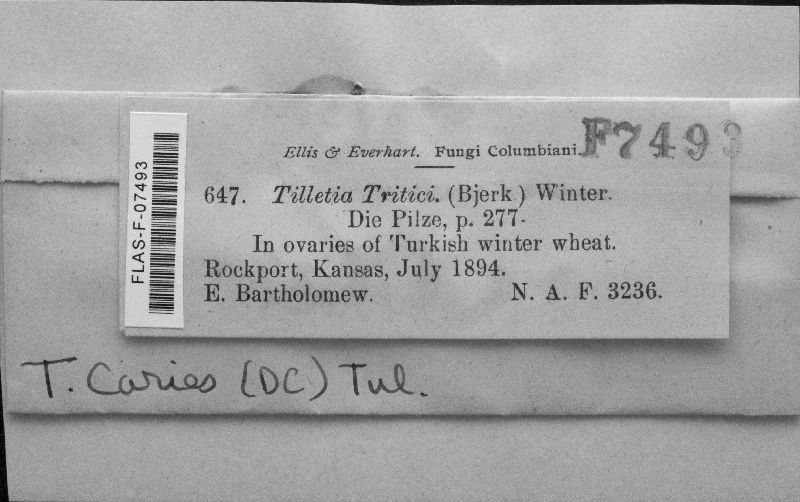 Ellis & Everhart. Fungi Columbiani. F7493
647. Tilletia Tritici. (Bjerk) Winter.
Die Pilze, p. 277.
In ovaries of Turkish winter wheat.
Rockport, Kansas, July 1894.
E. Bartholomew. N. A. F. 3236.
FLAS-F-07493
T. Caries (DC) Tul.